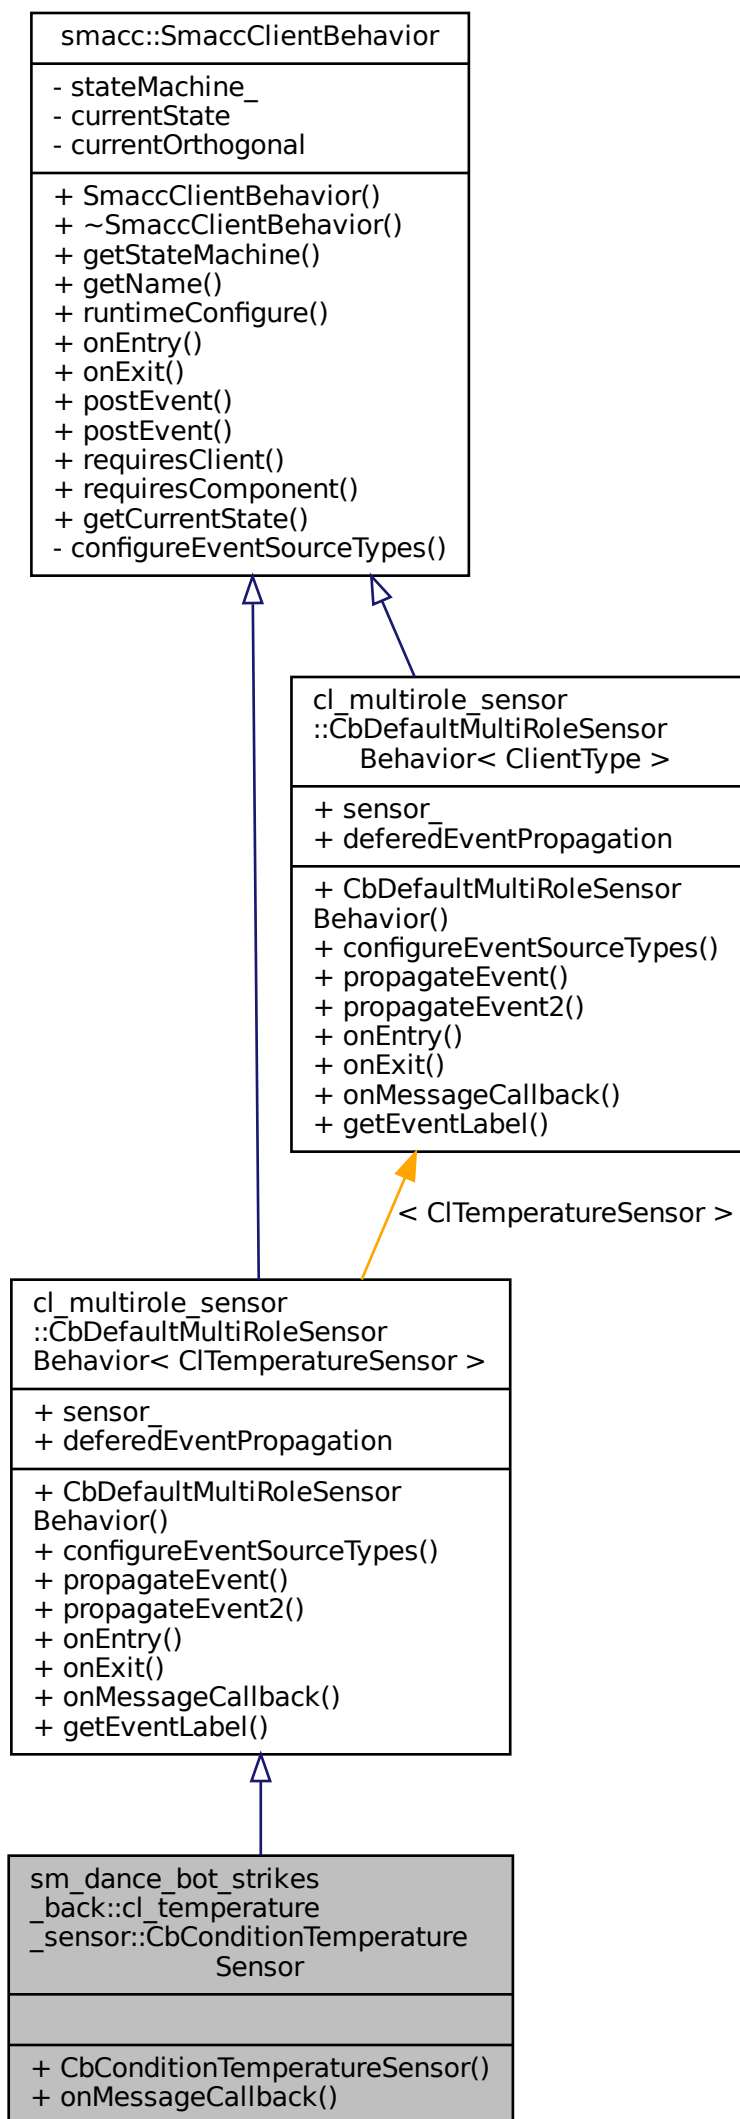 smacc::SmaccClientBehavior
- stateMachine_
- currentState
- currentOrthogonal
+ SmaccClientBehavior()
+ ~SmaccClientBehavior()
+ getStateMachine()
+ getName()
+ runtimeConfigure()
+ onEntry()
+ onExit()
+ postEvent()
+ postEvent()
+ requiresClient()
+ requiresComponent()
+ getCurrentState()
- configureEventSourceTypes()
cl_multirole_sensor
::CbDefaultMultiRoleSensor
Behavior< ClientType >
+ sensor_
+ deferedEventPropagation
+ CbDefaultMultiRoleSensor
Behavior()
+ configureEventSourceTypes()
+ propagateEvent()
+ propagateEvent2()
+ onEntry()
+ onExit()
+ onMessageCallback()
+ getEventLabel()
< ClTemperatureSensor >
cl_multirole_sensor
::CbDefaultMultiRoleSensor
Behavior< ClTemperatureSensor >
+ sensor_
+ deferedEventPropagation
+ CbDefaultMultiRoleSensor
Behavior()
+ configureEventSourceTypes()
+ propagateEvent()
+ propagateEvent2()
+ onEntry()
+ onExit()
+ onMessageCallback()
+ getEventLabel()
sm_dance_bot_strikes
_back::cl_temperature
_sensor::CbConditionTemperature
Sensor
+ CbConditionTemperatureSensor()
+ onMessageCallback()